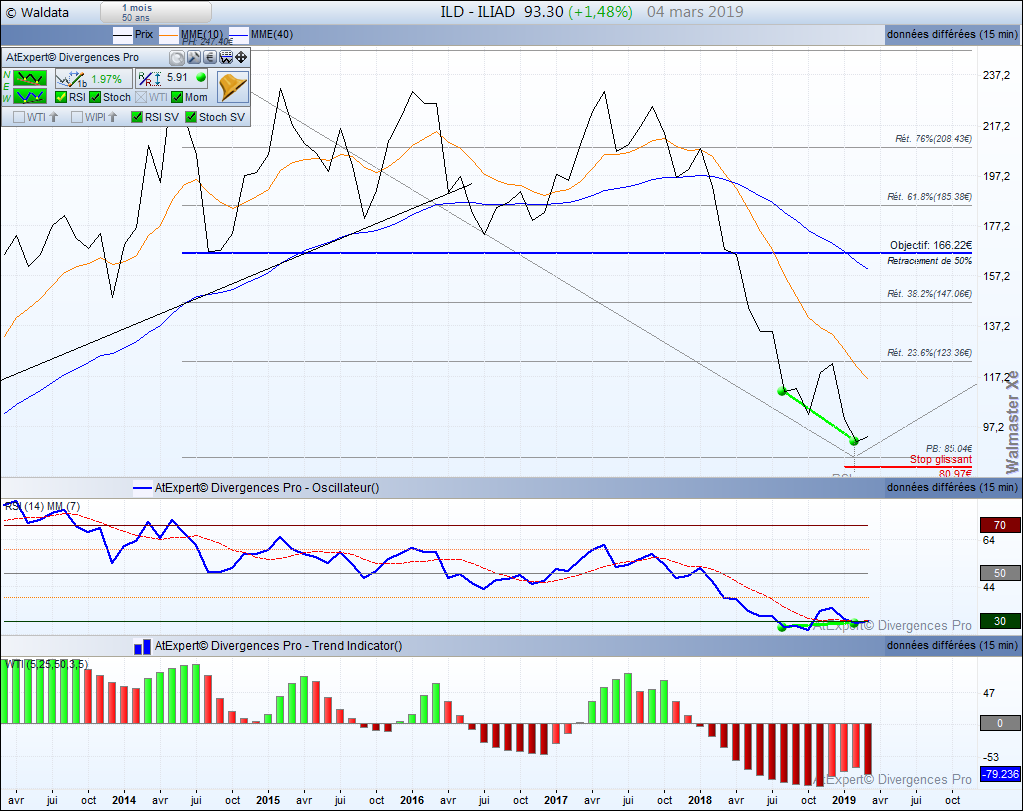 © Waldata
1 mois
50 ans
ILD - ILIAD 93.30 (+1,48%) 04 mars 2019
Prix MME(10) MME(40)
données différées (15 min)
PH: 247.40€
AtExpert© Divergences Pro
NEW
1b 1.97% R/R 5.91
RSI Stoch WTI Mom
WTI WIPI RSI SV Stoch SV
237,2
217,2
Rét. 76%(208 43€)
197,2
Rét. 61.8%(185.38€)
177,2
Objectif: 166.22€
Retracement de 50%
157,2
Rét. 38.2%(147.06€)
137,2
Rét. 23.6%(123.36€)
117,2
97,2
PB: 85.04€
Stop glissant
80.97€
RSI
Walmaster Xe
AtExpert© Divergences Pro - Oscillateur()
données différées (15 min)
RSI (14) MM (7)
70
64
50
44
30
AtExpert© Divergences Pro
AtExpert© Divergences Pro - Trend Indicator()
données différées (15 min)
WTI (5,25,50,3,5)
47
0
-53
-79.236
AtExpert© Divergences Pro
avr jui oct 2014 avr jui oct 2015 avr jui oct 2016 avr jui oct 2017 avr jui oct 2018 avr jui oct 2019 avr jui oct